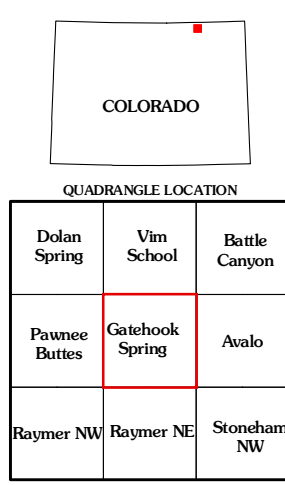 COLORADO
QUADRANGLE LOCATION
Dolan
Spring
Vim
School
Battle
Canyon
Pawnee
Buttes
Gatehook
Spring
Avalo
Raymer NW
Raymer NE
Stoneham
NW